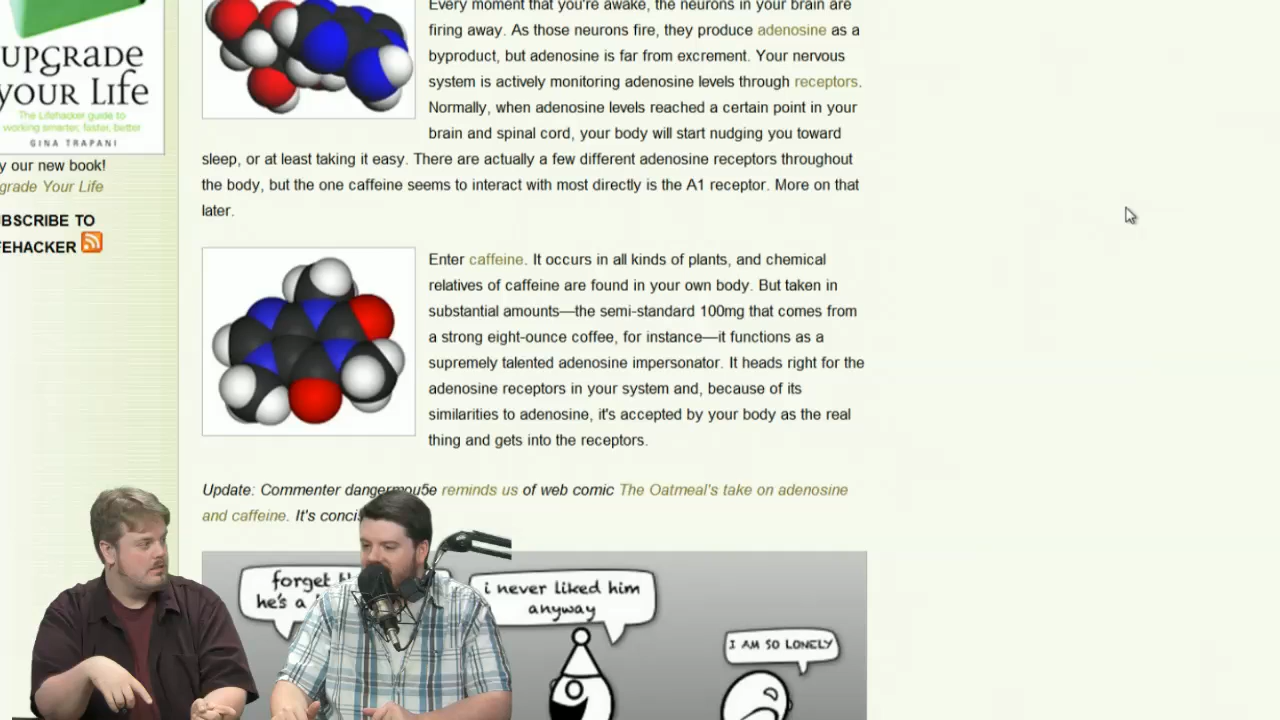 upgrade
your Life
The Lifehacker guide to
working smarter, faster, better
GINA TRAPANI
y our new book!
grade Your Life
BSCRIBE TO
FEHACKER
Every moment that you're awake, the neurons in your brain are
firing away. As those neurons fire, they produce adenosine as a
byproduct, but adenosine is far from excrement. Your nervous
system is actively monitoring adenosine levels through receptors.
Normally, when adenosine levels reached a certain point in your
brain and spinal cord, your body will start nudging you toward
sleep, or at least taking it easy. There are actually a few different adenosine receptors throughout
the body, but the one caffeine seems to interact with most directly is the A1 receptor. More on that
later.
Enter caffeine. It occurs in all kinds of plants, and chemical
relatives of caffeine are found in your own body. But taken in
substantial amounts—the semi-standard 100mg that comes from
a strong eight-ounce coffee, for instance—it functions as a
supremely talented adenosine impersonator. It heads right for the
adenosine receptors in your system and, because of its
similarities to adenosine, it's accepted by your body as the real
thing and gets into the receptors.
Update: Commenter dangermou5e reminds us of web comic The Oatmeal's take on adenosine
and caffeine. It's
forget
he's a
i never liked him
anyway
I AM SO LONELY